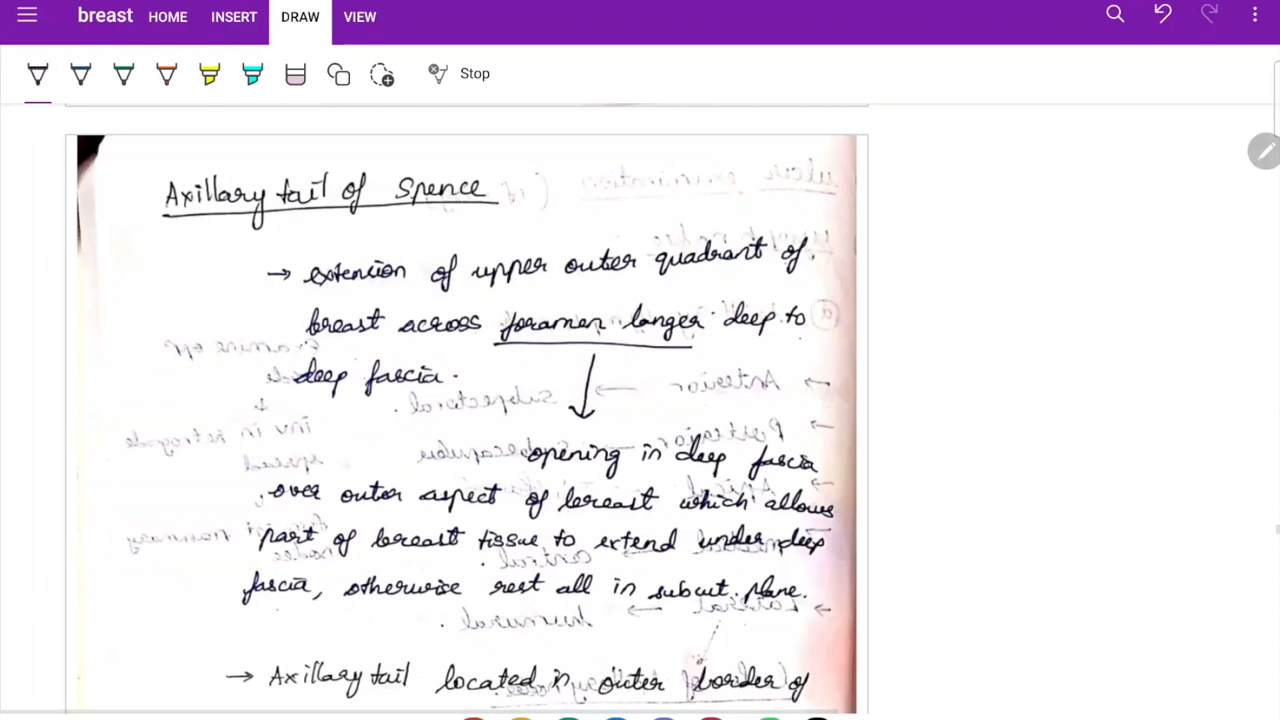 breast HOME INSERT DRAW VIEW
Stop
Axillary tail of Spence
→ extencion of upper outer quadrant of
breast across foramen langer deep to
deep fascia.
opening in deep fascia
over outer aspect of breast which allows
part of breast tissue to extend under deep
fascia, otherwise rest all in subcut. plane.
→ Axillary tail located in outer border of